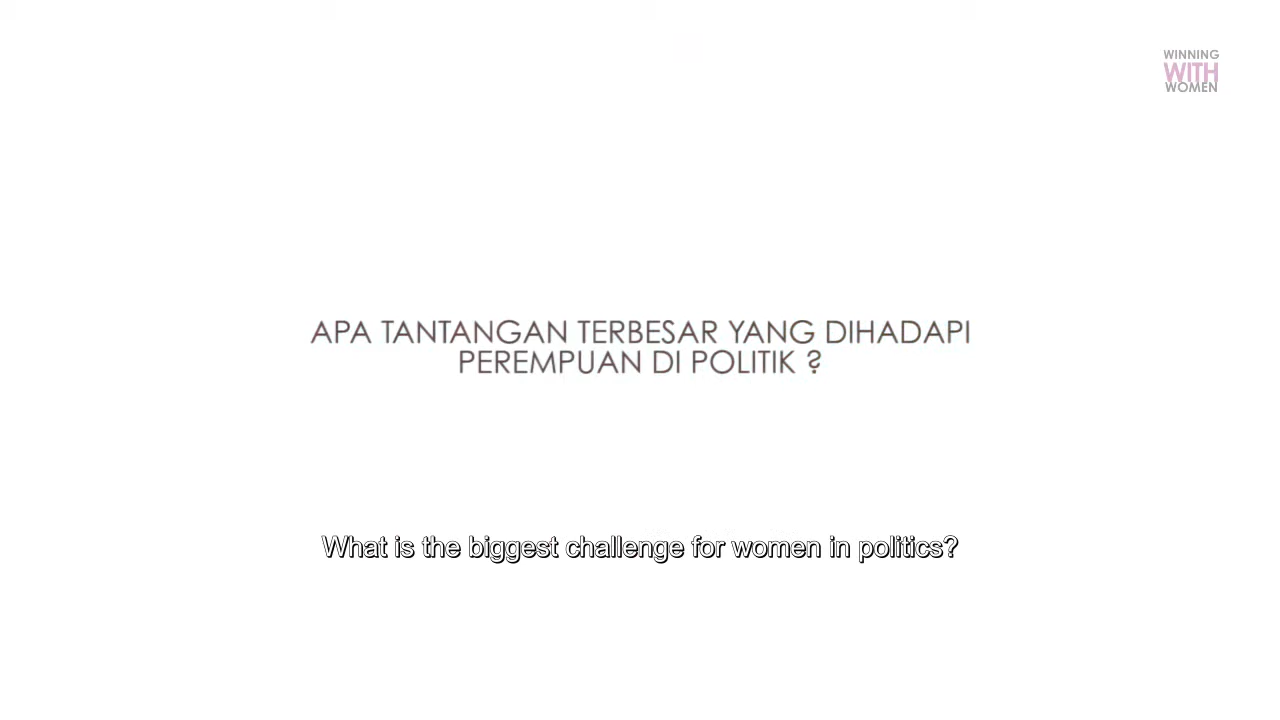 WINNING
WITH
WOMEN
APA TANTANGAN TERBESAR YANG DIHADAPI
PEREMPUAN DI POLITIK ?
What is the biggest challenge for women in politics?